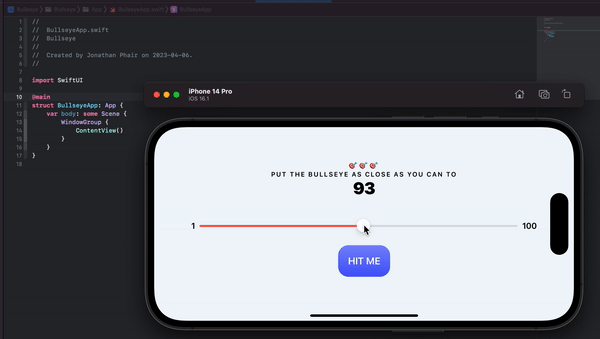 Bullseye
Bullseye
App
BullseyeApp.swift
BullseyeApp
1 //
2 // BullseyeApp.swift
3 // Bullseye
4 //
5 // Created by Jonathan Phair on 2023-04-06.
6 //
7
8 import SwiftUI
9
10 @main
11 struct BullseyeApp: App {
12 var body: some Scene {
13 WindowGroup {
14 ContentView()
15 }
16 }
17 }
18
iPhone 14 Pro
iOS 16.1
🎯🎯🎯
PUT THE BULLSEYE AS CLOSE AS YOU CAN TO
93
1
100
HIT ME